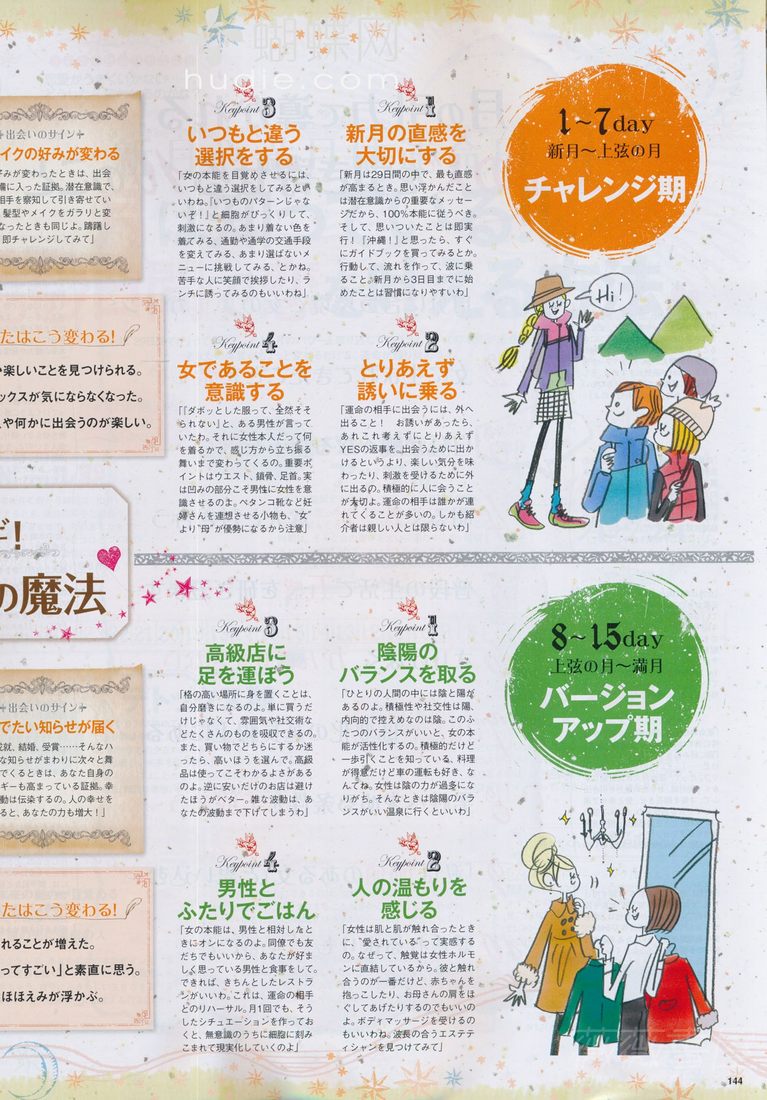 蝴蝶网
hudie.com
1~7day
新月~上弦の月
チャレンジ期
Keypoint 1
新月の直感を
大切にする
「新月は29日間の中で、最も直感
が高まるとき。思い浮かんだこと
は潜在意識からの重要なメッセー
ジだから、100%本能に従うべき。
そして、思いついたことは即実
行!「沖縄!」と思ったら、すぐ
にガイドブックを買ってみるとか。
行動して、流れを作って、波に乗
ること。新月から3日目までに始
めたことは習慣になりやすいわ」
Keypoint 2
とりあえず
誘いに乗る
「運命の相手に出会うには、外へ
出ること! お誘いがあったら、
あれこれ考えずにとりあえず
YESの返事を。出会うために出か
けるというより、楽しい気分を味
わったり、刺激を受けるために外
に出るの。積極的に人に会うこと
が大切よ。運命の相手は誰かが連
れてくることが多いの。しかも紹
介者は親しい人とは限らないわ」
Keypoint 3
いつもと違う
選択をする
「女の本能を目覚めさせるには、
いつもと違う選択をしてみるとい
いわね。「いつものパターンじゃな
いぞ!」と細胞がびっくりして、
刺激になるの。あまり着ない色を
着てみる、通勤や通学の交通手段
を変えてみる、あまり選ばないメ
ニューに挑戦してみる、とかね。
苦手な人に笑顔で挨拶したり、ラ
ンチに誘ってみるのもいいわね」
Keypoint 4
女であることを
意識する
「「ダボッとした服って、全然そそ
られない」と、ある男性が言って
いたわ。それに女性本人だって何
を着るかで、感じ方から立ち振る
舞いまで変わってくるの。重要ポ
イントはウエスト、鎖骨、足首。実
は凹みの部分こそ男性に女性を意
識させるのよ。ペタンコ靴など妊
婦さんを連想させる小物も、“女”
より“母”が優勢になるから注意」
Hi!
出会いのサイン
メイクの好みが変わる
好みが変わったときは、出会
備に入った証拠。潜在意識で、
相手を察知して引き寄せてい
髪型やメイクをガラリと変
なったときも同じよ。躊躇し
即チャレンジしてみて」
たはこう変わる!
楽しいことを見つけられる。
ックスが気にならなくなった。
や何かに出会うのが楽しい。
だ!
の魔法
8~15day
上弦の月~満月
バージョン
アップ期
Keypoint 1
陰陽の
バランスを取る
「ひとりの人間の中には陰と陽が
あるのよ。積極性や社交性は陽、
内向的で控えめなのは陰。このふ
たつのバランスがいいと、女の本
能が活性化するの。積極的だけど
一歩引くことを知っている、料理
が得意だけど車の運転も好き、な
んてね。女性は陰の力が過多にな
りがち。そんなときは陰陽のバラ
ンスがいい温泉に行くといいわ」
Keypoint 2
人の温もりを
感じる
「女性は肌と肌が触れ合ったとき
に、“愛されている”って実感する
の。なぜって、触覚は女性ホルモ
ンに直結しているから。彼と触れ
合うのが一番だけど、赤ちゃんを
抱っこしたり、お母さんの肩をほ
ぐしてあげたりするのでもいいの
よ。ボディマッサージを受けるの
もいいわね。波長の合うエステテ
ィシャンを見つけてみて」
Keypoint 3
高級店に
足を運ぼう
「格の高い場所に身を置くことは、
自分磨きになるのよ。単に買うだ
けじゃなくて、雰囲気や社交術な
どたくさんのものを吸収できるの。
また、買い物でどちらにするか迷
ったら、高いほうを選んで。高級
品は使ってこそわかるよさがある
のよ。逆に安いだけのお店は避け
たほうがベター。雑な波動は、あ
なたの波動まで下げてしまうわ」
Keypoint 4
男性と
ふたりでごはん
「女の本能は、男性と相対したと
きにオンになるのよ。同僚でも友
だちでもいいから、あなたが好ま
しく思っている男性と食事をして。
できれば、きちんとしたレストラ
ンがいいわ。これは、運命の相手
とのリハーサル。月1回でも、そ
うしたシチュエーションを作ってお
くと、無意識のうちに細胞に刻み
こまれて現実化していくのよ」
出会いのサイン
でたい知らせが届く
成就、結婚、受賞……そんなハ
な知らせがまわりに次々と舞
でくるときは、あなた自身の
ギーも高まっている証拠。幸
動は伝染するの。人の幸せを
ると、あなたの力も増大!」
たはこう変わる!
れることが増えた。
ってすごい」と素直に思う。
ほほえみが浮かぶ。
144